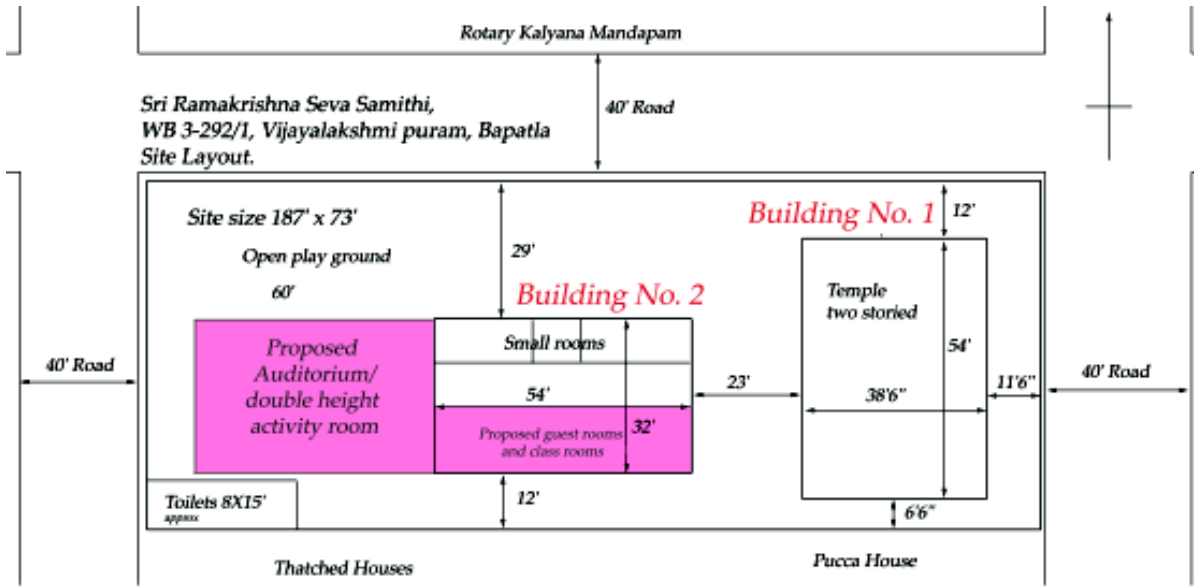 Rotary Kalyana Mandapam
40' Road
Sri Ramakrishna Seva Samithi,
WB 3-292/1, Vijayalakshmi puram, Bapatla
Site Layout.
Site size 187' x 73'
Building No. 1
12'
Open play ground
29'
60'
Building No. 2
Temple
two storied
Small rooms
Proposed
Auditorium/
double height
activity room
54'
40' Road
23'
11'6"
40' Road
54'
38'6"
Proposed guest rooms
and class rooms
32'
Toilets 8X15'
approx
12'
6'6"
Thatched Houses
Pucca House